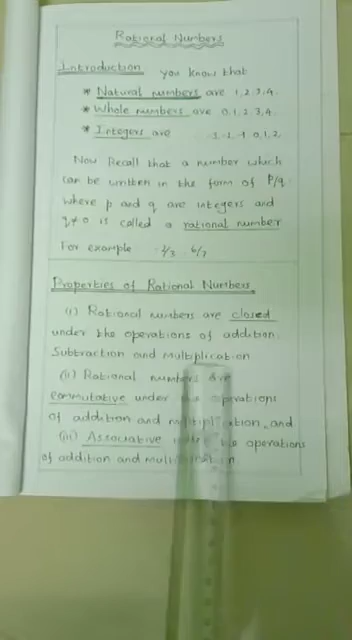 Rational Numbers
Introduction you know that
* Natural numbers are 1,2,3,4.
* Whole numbers are 0,1,2,3,4.
* Integers are -3,-2,-1 0,1,2.
Now Recall that a number which
can be written in the form of P/q
where p and q are integers and
q≠0 is called a rational number
For example -2/3 6/7
Properties of Rational Numbers
(i) Rational numbers are closed
under the operations of addition.
Subtraction and multiplication
(ii) Rational numbers are
commutative under the operations
of addition and multiplication, and
(iii) Associative under the operations
of addition and multiplication